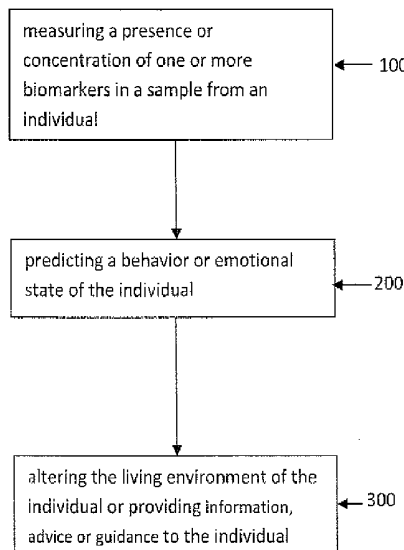 measuring a presence or
concentration of one or more
biomarkers in a sample from an
individual
100
predicting a behavior or emotional
state of the individual
200
altering the living environment of the
individual or providing information,
advice or guidance to the individual
300